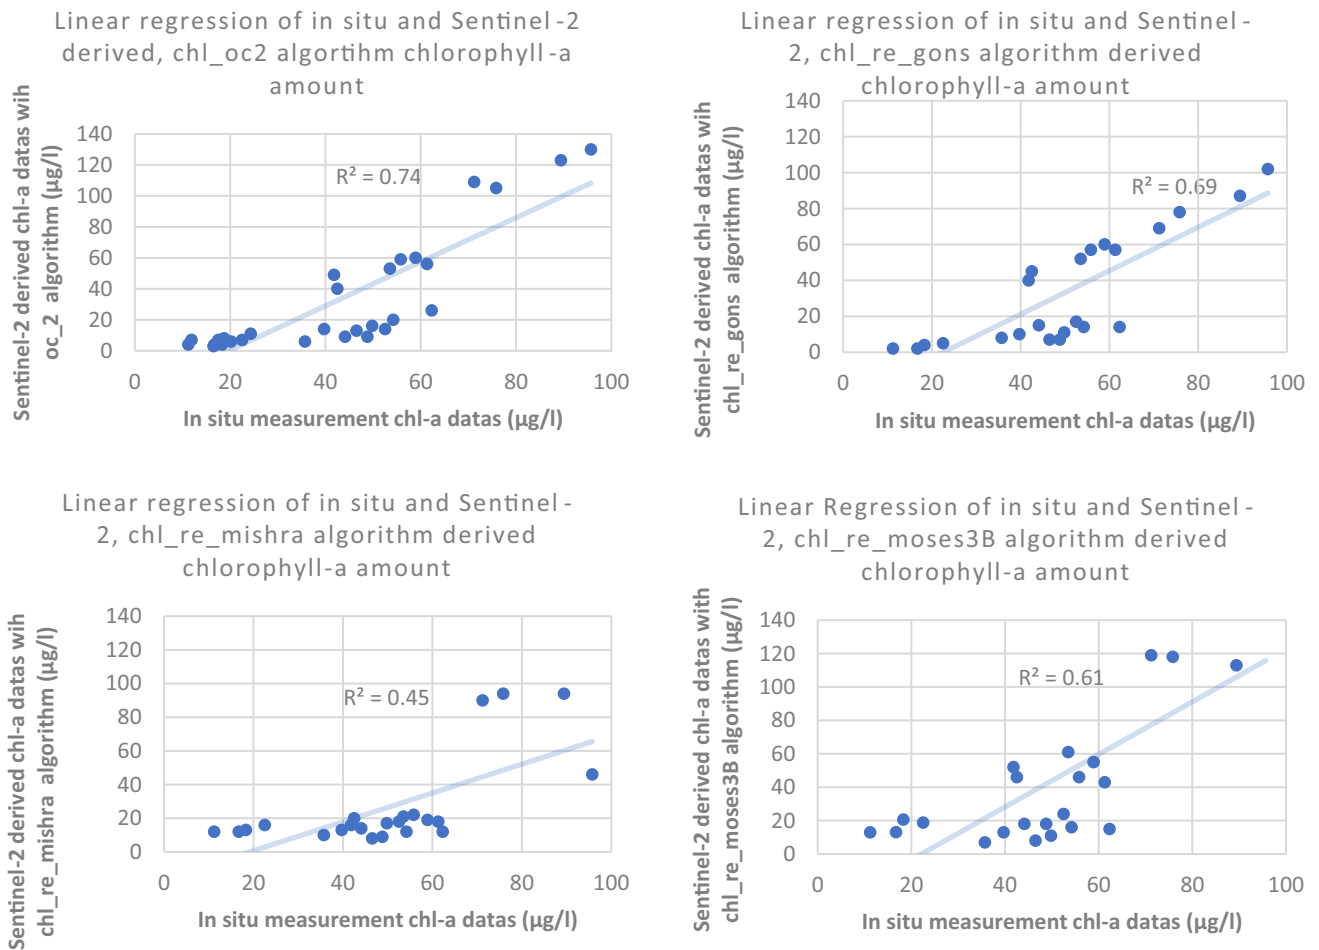 Linear regression of in situ and Sentinel -2
derived, chl_oc2 algortihm chlorophyll -a
amount
Sentinel-2 derived chl-a datas wih
oc_2 algorithm (µg/l)
140
120
100
80
60
40
20
0
R² = 0.74
0 20 40 60 80 100
In situ measurement chl-a datas (µg/l)
Linear regression of in situ and Sentinel -
2, chl_re_gons algorithm derived
chlorophyll-a amount
Sentinel-2 derived chl-a datas wih
chl_re_gons algorithm (µg/l)
140
120
100
80
60
40
20
0
R² = 0.69
0 20 40 60 80 100
In situ measurement chl-a datas (µg/l)
Linear regression of in situ and Sentinel -
2, chl_re_mishra algorithm derived
chlorophyll-a amount
Sentinel-2 derived chl-a datas wih
chl_re_mishra algorithm (µg/l)
140
120
100
80
60
40
20
0
R² = 0.45
0 20 40 60 80 100
In situ measurement chl-a datas (µg/l)
Linear Regression of in situ and Sentinel -
2, chl_re_moses3B algorithm derived
chlorophyll-a amount
Sentinel-2 derived chl-a datas with
chl_re_moses3B algorithm (µg/l)
140
120
100
80
60
40
20
0
R² = 0.61
0 20 40 60 80 100
In situ measurement chl-a datas (µg/l)